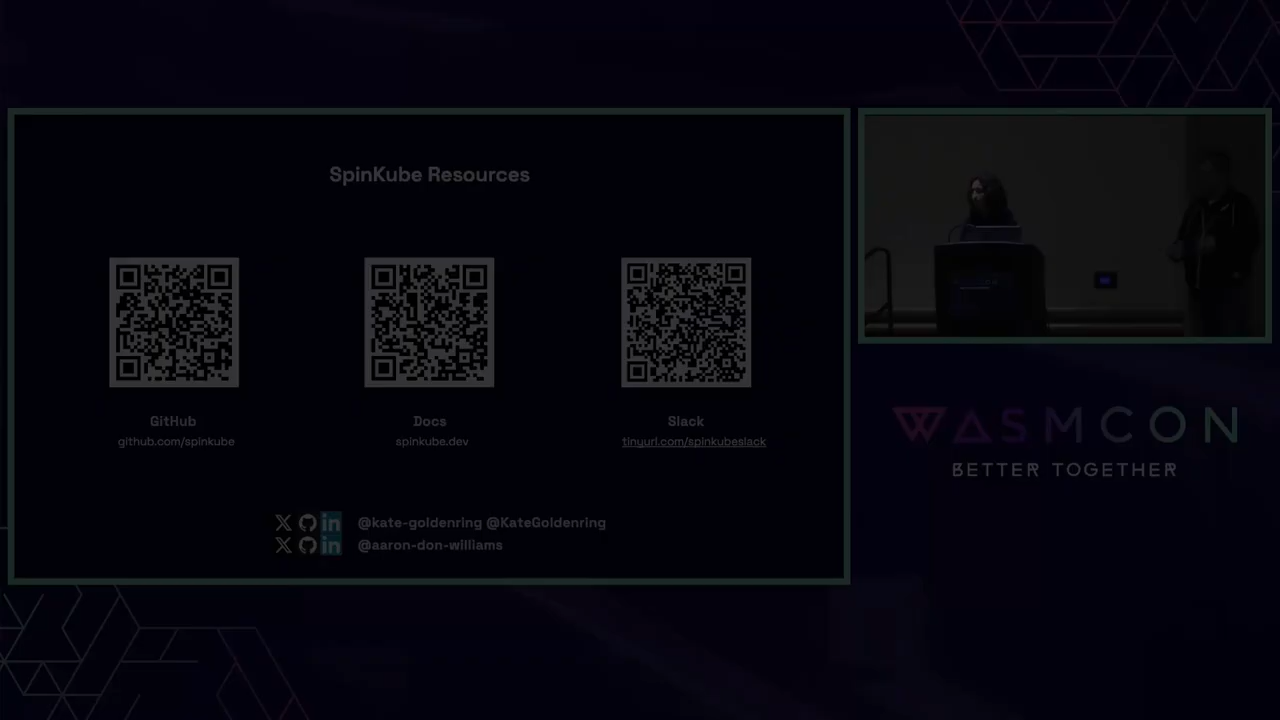 SpinKube Resources
GitHub
github.com/spinkube
Docs
spinkube.dev
Slack
tinyurl.com/spinkubeslack
@kate-goldenring @KateGoldenring
@aaron-don-williams
WASMCON
BETTER TOGETHER